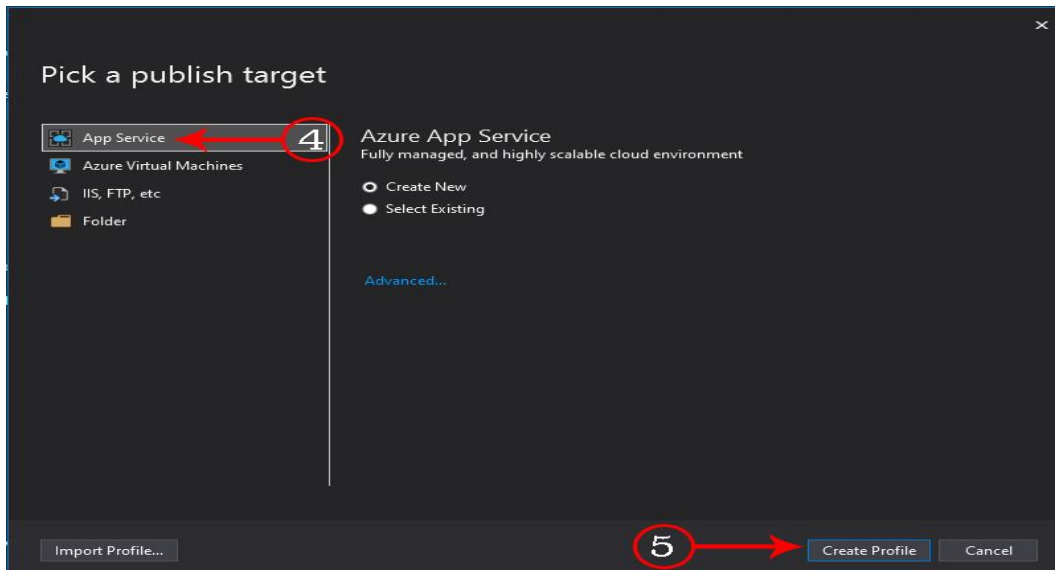 ×
Pick a publish target
App Service
4
Azure Virtual Machines
IIS, FTP, etc
Folder
Azure App Service
Fully managed, and highly scalable cloud environment
Create New
Select Existing
Advanced...
Import Profile...
5
Create Profile
Cancel